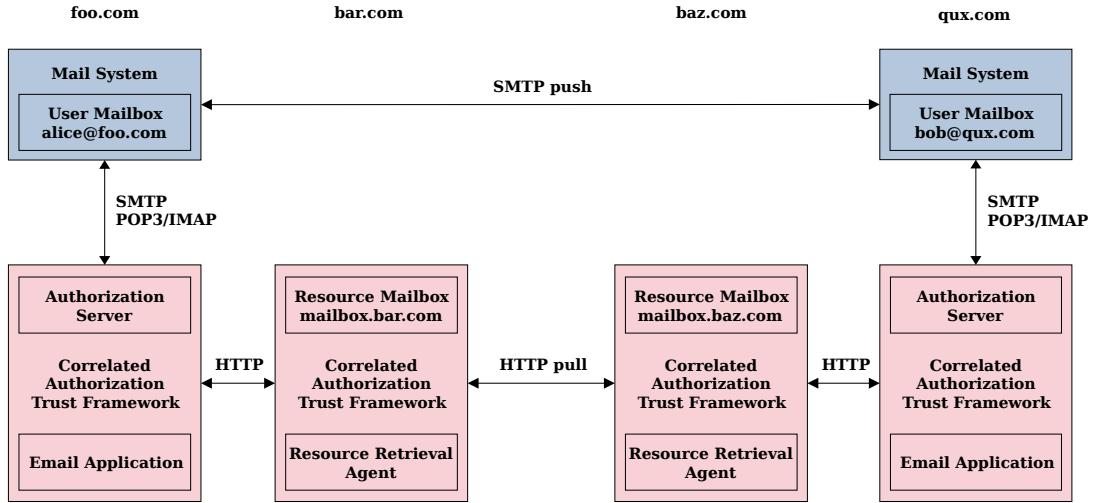 foo.com
bar.com
baz.com
qux.com
Mail System
User Mailbox
alice@foo.com
SMTP push
Mail System
User Mailbox
bob@qux.com
SMTP
POP3/IMAP
SMTP
POP3/IMAP
Authorization
Server
Correlated
Authorization
Trust Framework
Email Application
HTTP
Resource Mailbox
mailbox.bar.com
Correlated
Authorization
Trust Framework
Resource Retrieval
Agent
HTTP pull
Resource Mailbox
mailbox.baz.com
Correlated
Authorization
Trust Framework
Resource Retrieval
Agent
HTTP
Authorization
Server
Correlated
Authorization
Trust Framework
Email Application